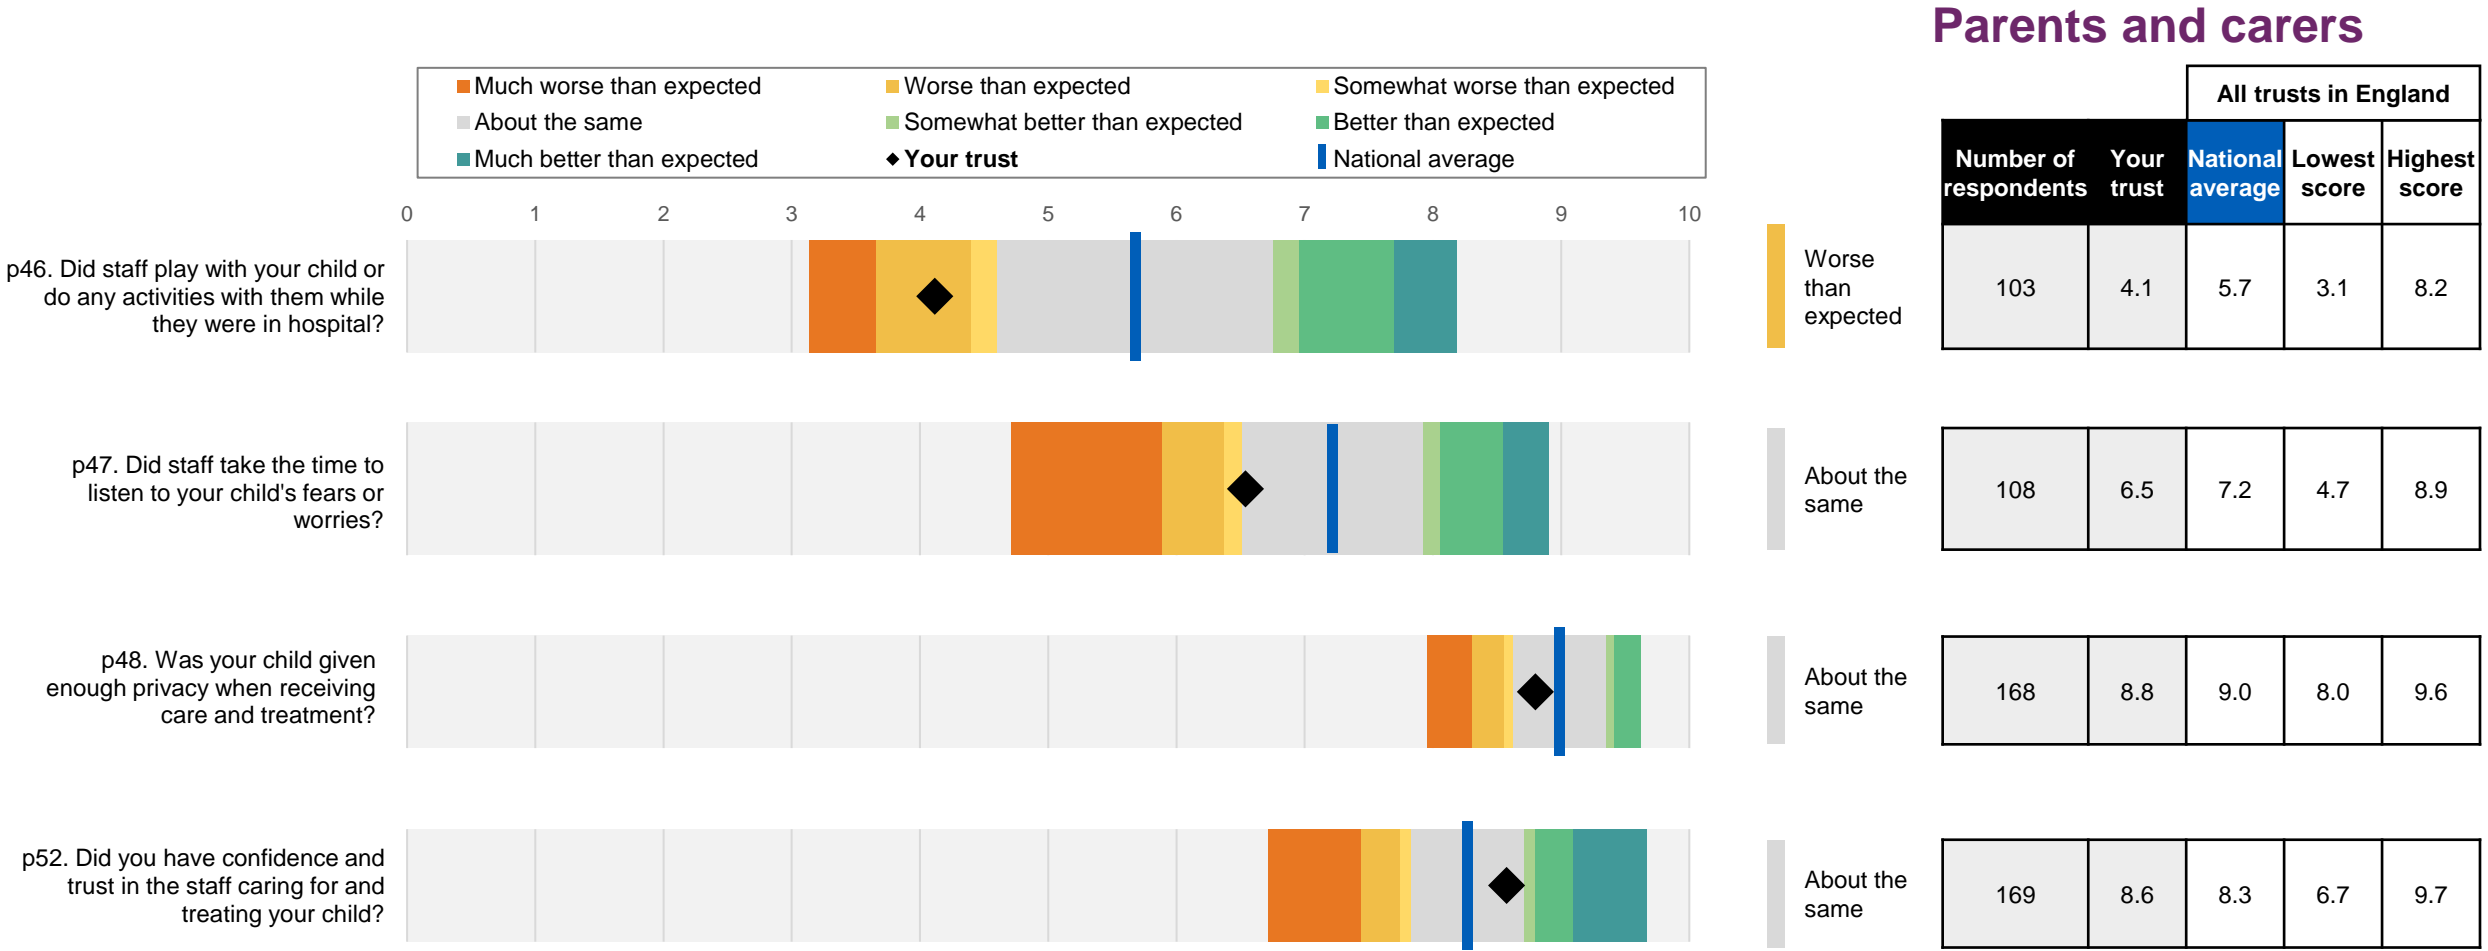 Parents and carers
Much worse than expected
Worse than expected
Somewhat worse than expected
About the same
Somewhat better than expected
Better than expected
Much better than expected
Your trust
National average
All trusts in England
Number of respondents
Your trust
National average
Lowest score
Highest score
0 1 2 3 4 5 6 7 8 9 10
p46. Did staff play with your child or
do any activities with them while
they were in hospital?
Worse
than
expected
103 4.1 5.7 3.1 8.2
p47. Did staff take the time to
listen to your child's fears or
worries?
About the
same
108 6.5 7.2 4.7 8.9
p48. Was your child given
enough privacy when receiving
care and treatment?
About the
same
168 8.8 9.0 8.0 9.6
p52. Did you have confidence and
trust in the staff caring for and
treating your child?
About the
same
169 8.6 8.3 6.7 9.7